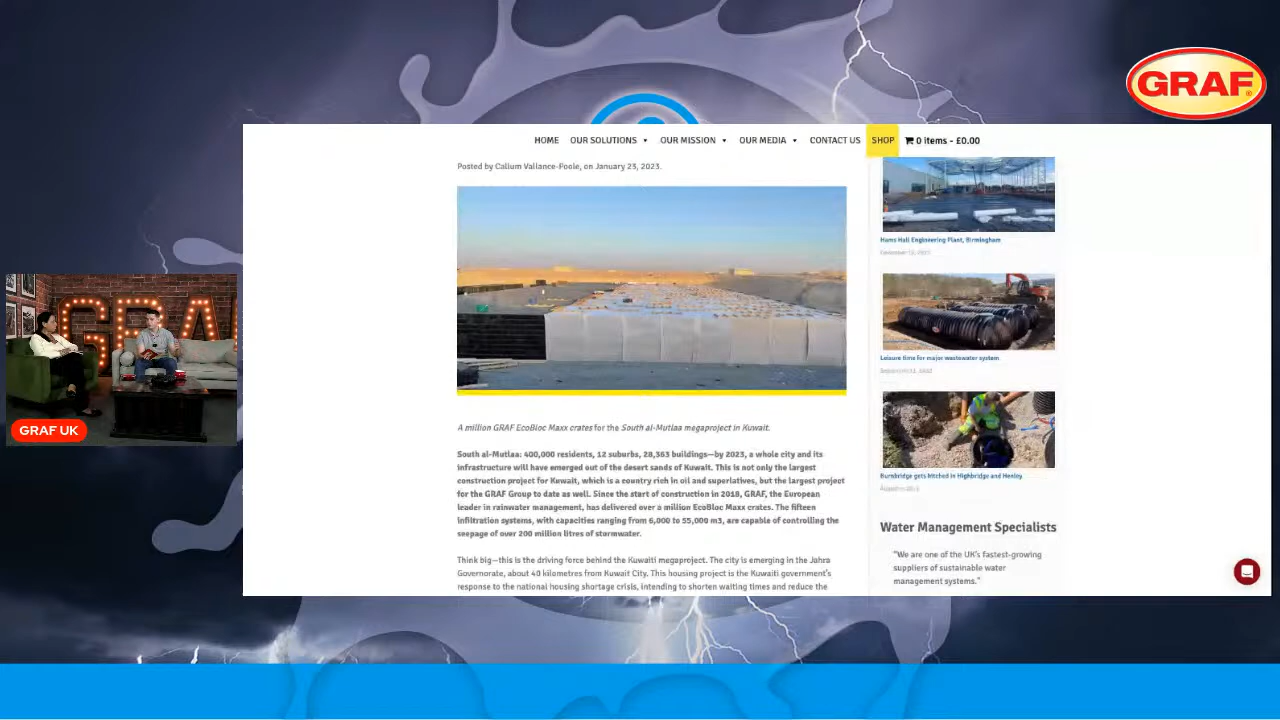 GRAF
HOME OUR SOLUTIONS OUR MISSION OUR MEDIA CONTACT US SHOP 0 items - £0.00
Posted by Callum Vallance-Poole, on January 23, 2023.
A million GRAF EcoBloc Maxx crates for the South al-Mutlaa megaproject in Kuwait.
South al-Mutlaa: 400,000 residents, 12 suburbs, 28,363 buildings—by 2023, a whole city and its
infrastructure will have emerged out of the desert sands of Kuwait. This is not only the largest
construction project for Kuwait, which is a country rich in oil and superlatives, but the largest project
for the GRAF Group to date as well. Since the start of construction in 2018, GRAF, the European
leader in rainwater management, has delivered over a million EcoBloc Maxx crates. The fifteen
infiltration systems, with capacities ranging from 6,000 to 55,000 m3, are capable of controlling the
seepage of over 200 million litres of stormwater.
Think big—this is the driving force behind the Kuwaiti megaproject. The city is emerging in the Jahra
Governorate, about 40 kilometres from Kuwait City. This housing project is the Kuwaiti government's
response to the national housing shortage crisis, intending to shorten waiting times and reduce the
Hams Hall Engineering Plant, Birmingham
Leisure time for major wastewater system
Bursbridge gets hitched in Highbridge and Henley
Water Management Specialists
"We are one of the UK's fastest-growing
suppliers of sustainable water
management systems."
GRA
GRAF UK